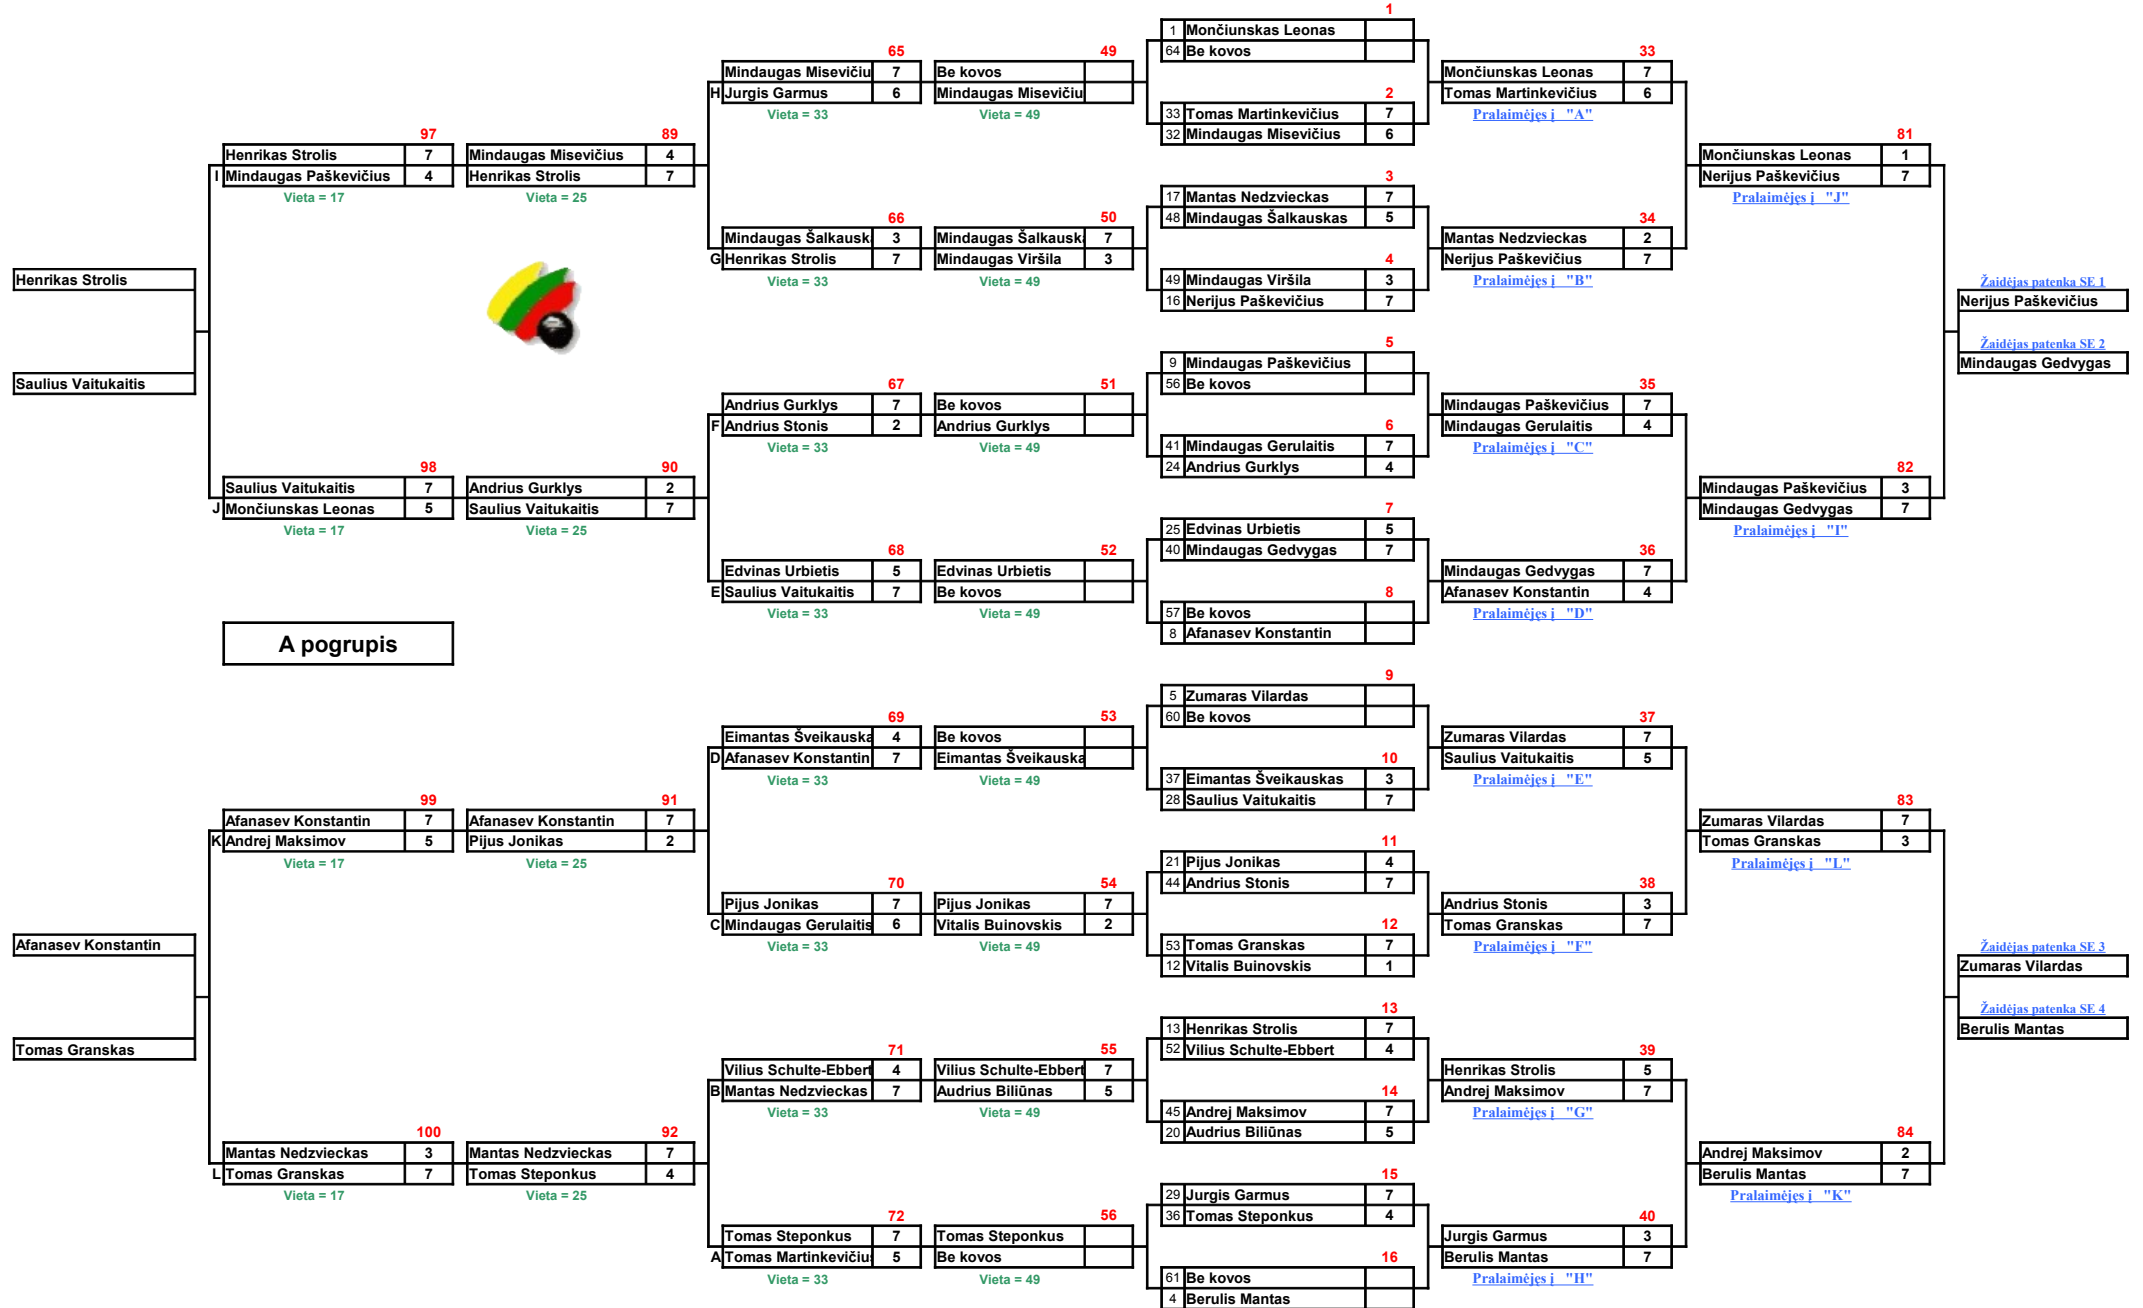 1
1 Mončiunskas Leonas
64 Be kovos
65 49 33
Mindaugas Misevičiu 7 Be kovos Mončiunskas Leonas 7
H Jurgis Garmus 6 Mindaugas Misevičiu Tomas Martinkevičius 6
2
Vieta = 33 Vieta = 49 33 Tomas Martinkevičius 7 Pralaimėjęs į "A"
32 Mindaugas Misevičius 6
97 89 81
Henrikas Strolis 7 Mindaugas Misevičius 4 Mončiunskas Leonas 1
I Mindaugas Paškevičius 4 Henrikas Strolis 7 3 Nerijus Paškevičius 7
Vieta = 17 Vieta = 25 17 Mantas Nedzvieckas 7 Pralaimėjęs į "J"
66 50 48 Mindaugas Šalkauskas 5 34
Mindaugas Šalkausk 3 Mindaugas Šalkausk 7 Mantas Nedzvieckas 2
G Henrikas Strolis 7 Mindaugas Viršila 3 4 Nerijus Paškevičius 7
Henrikas Strolis Vieta = 33 Vieta = 49 49 Mindaugas Viršila 3 Pralaimėjęs į "B" Žaidėjas patenka SE 1
16 Nerijus Paškevičius 7 Nerijus Paškevičius
5 Žaidėjas patenka SE 2
9 Mindaugas Paškevičius Mindaugas Gedvygas
Saulius Vaitukaitis 67 51 56 Be kovos 35
Andrius Gurklys 7 Be kovos Mindaugas Paškevičius 7
F Andrius Stonis 2 Andrius Gurklys 6 Mindaugas Gerulaitis 4
Vieta = 33 Vieta = 49 41 Mindaugas Gerulaitis 7 Pralaimėjęs į "C"
98 90 24 Andrius Gurklys 4 82
Saulius Vaitukaitis 7 Andrius Gurklys 2 Mindaugas Paškevičius 3
J Mončiunskas Leonas 5 Saulius Vaitukaitis 7 7 Mindaugas Gedvygas 7
Vieta = 17 Vieta = 25 25 Edvinas Urbietis 5 Pralaimėjęs į "I"
68 52 40 Mindaugas Gedvygas 7 36
Edvinas Urbietis 5 Edvinas Urbietis Mindaugas Gedvygas 7
E Saulius Vaitukaitis 7 Be kovos 8 Afanasev Konstantin 4
Vieta = 33 Vieta = 49 57 Be kovos Pralaimėjęs į "D"
8 Afanasev Konstantin
A pogrupis
9
5 Zumaras Vilardas
69 53 60 Be kovos 37
Eimantas Šveikauska 4 Be kovos Zumaras Vilardas 7
D Afanasev Konstantin 7 Eimantas Šveikauska 10 Saulius Vaitukaitis 5
Vieta = 33 Vieta = 49 37 Eimantas Šveikauskas 3 Pralaimėjęs į "E"
99 91 28 Saulius Vaitukaitis 7 83
Afanasev Konstantin 7 Afanasev Konstantin 7 Zumaras Vilardas 7
K Andrej Maksimov 5 Pijus Jonikas 2 11 Tomas Granskas 3
Vieta = 17 Vieta = 25 21 Pijus Jonikas 4 Pralaimėjęs į "L"
70 54 44 Andrius Stonis 7 38
Pijus Jonikas 7 Pijus Jonikas 7 Andrius Stonis 3
C Mindaugas Gerulaitis 6 Vitalis Buinovskis 2 12 Tomas Granskas 7
Afanasev Konstantin Vieta = 33 Vieta = 49 53 Tomas Granskas 7 Pralaimėjęs į "F" Žaidėjas patenka SE 3
12 Vitalis Buinovskis 1 Zumaras Vilardas
13 Žaidėjas patenka SE 4
13 Henrikas Strolis 7 Berulis Mantas
Tomas Granskas 71 55 52 Vilius Schulte-Ebbert 4 39
Vilius Schulte-Ebbert 4 Vilius Schulte-Ebbert 7 Henrikas Strolis 5
B Mantas Nedzvieckas 7 Audrius Biliūnas 5 14 Andrej Maksimov 7
Vieta = 33 Vieta = 49 45 Andrej Maksimov 7 Pralaimėjęs į "G"
100 92 20 Audrius Biliūnas 5 84
Mantas Nedzvieckas 3 Mantas Nedzvieckas 7 Andrej Maksimov 2
L Tomas Granskas 7 Tomas Steponkus 4 15 Berulis Mantas 7
Vieta = 17 Vieta = 25 29 Jurgis Garmus 7 Pralaimėjęs į "K"
72 56 36 Tomas Steponkus 4 40
Tomas Steponkus 7 Tomas Steponkus Jurgis Garmus 3
A Tomas Martinkevičius 5 Be kovos 16 Berulis Mantas 7
Vieta = 33 Vieta = 49 61 Be kovos Pralaimėjęs į "H"
4 Berulis Mantas